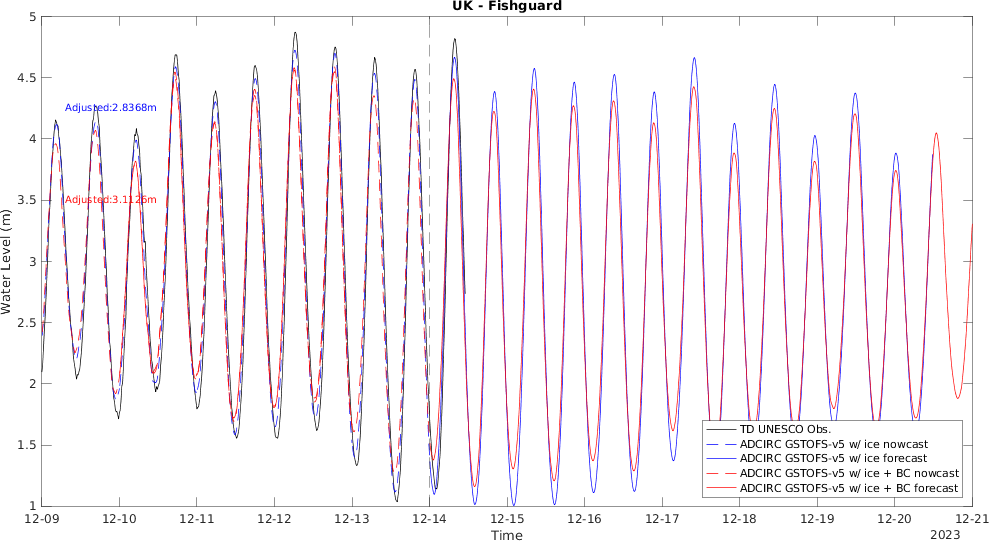 UK - Fishguard
5
4.5
4
3.5
3
2.5
2
1.5
1
Water Level (m)
Adjusted:2.8368m
Adjusted:3.1126m
TD UNESCO Obs.
ADCIRC GSTOFS-v5 w/ ice nowcast
ADCIRC GSTOFS-v5 w/ ice forecast
ADCIRC GSTOFS-v5 w/ ice + BC nowcast
ADCIRC GSTOFS-v5 w/ ice + BC forecast
12-09 12-10 12-11 12-12 12-13 12-14 12-15 12-16 12-17 12-18 12-19 12-20 12-21
Time
2023